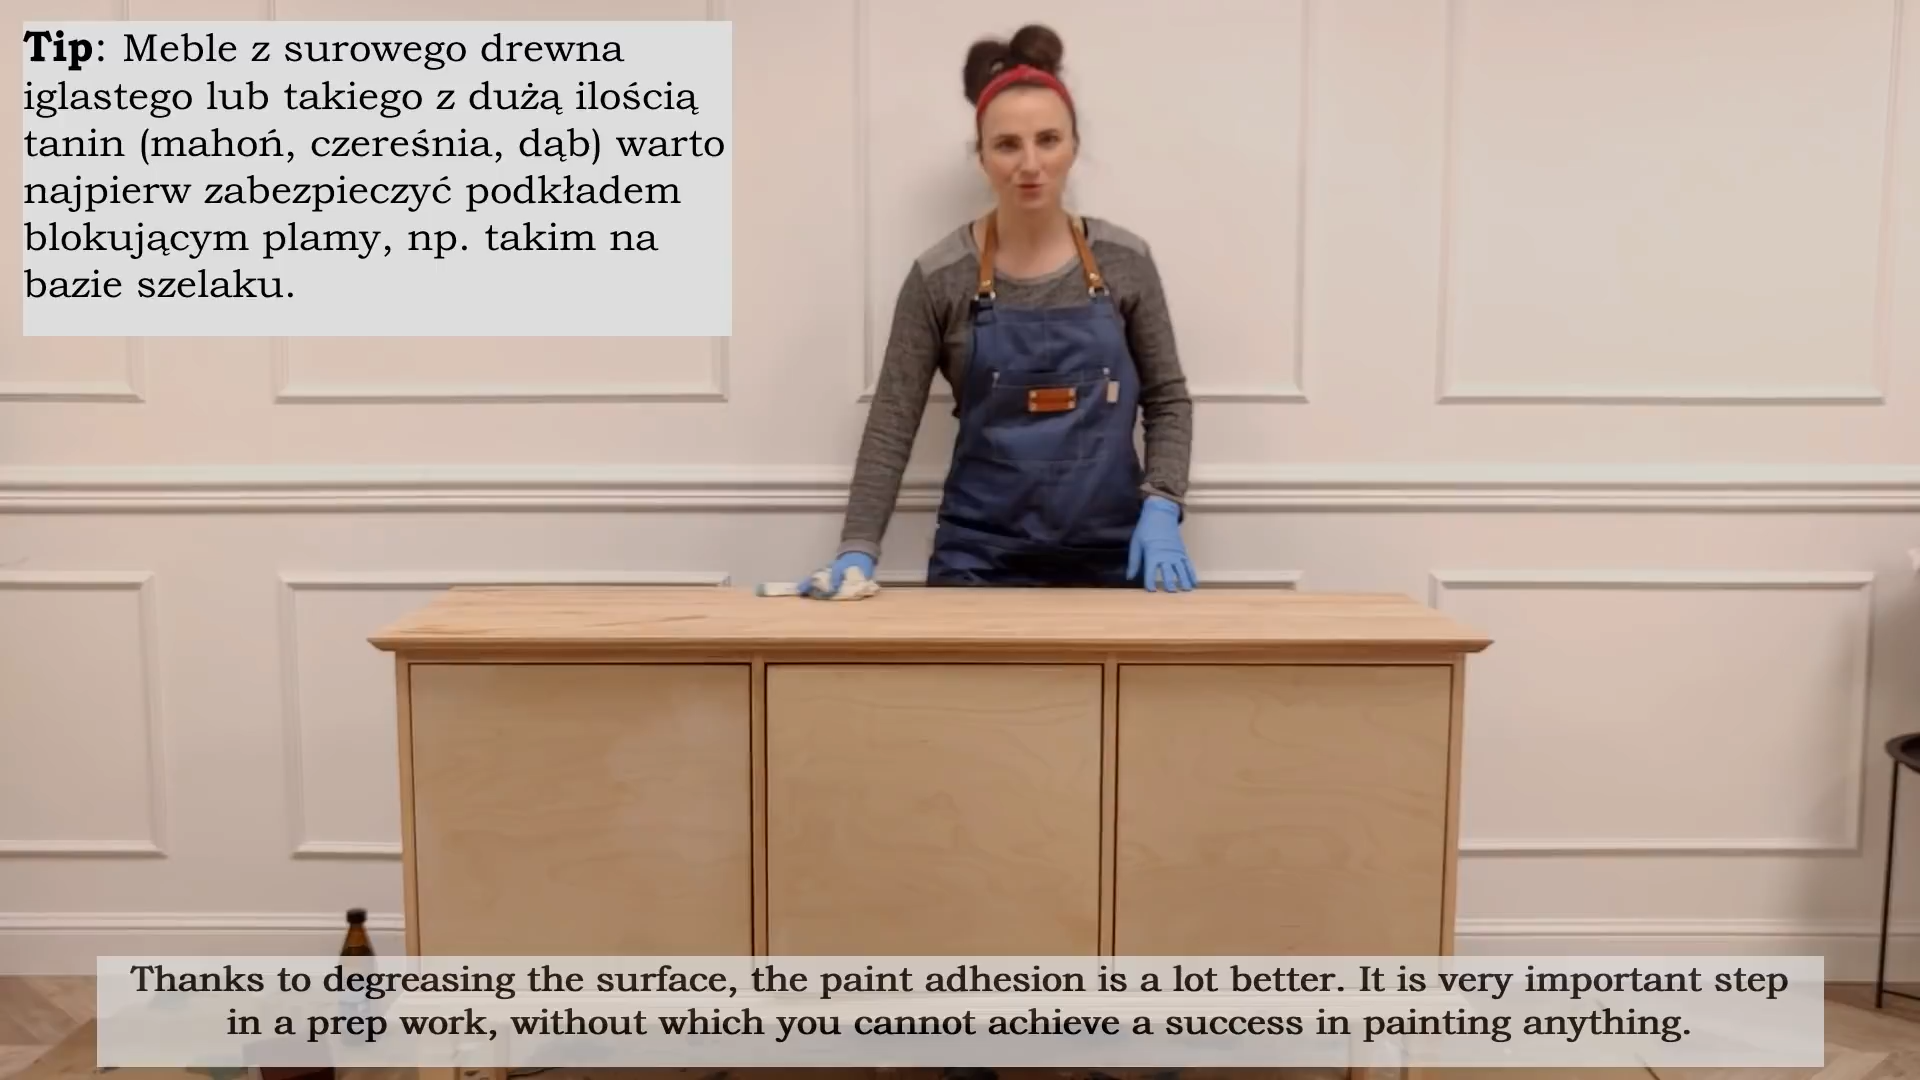 Tip: Meble z surowego drewna
iglastego lub takiego z dużą ilością
tanin (mahoń, czereśnia, dąb) warto
najpierw zabezpieczyć podkładem
blokującym plamy, np. takim na
bazie szelaku.
Thanks to degreasing the surface, the paint adhesion is a lot better. It is very important step
in a prep work, without which you cannot achieve a success in painting anything.